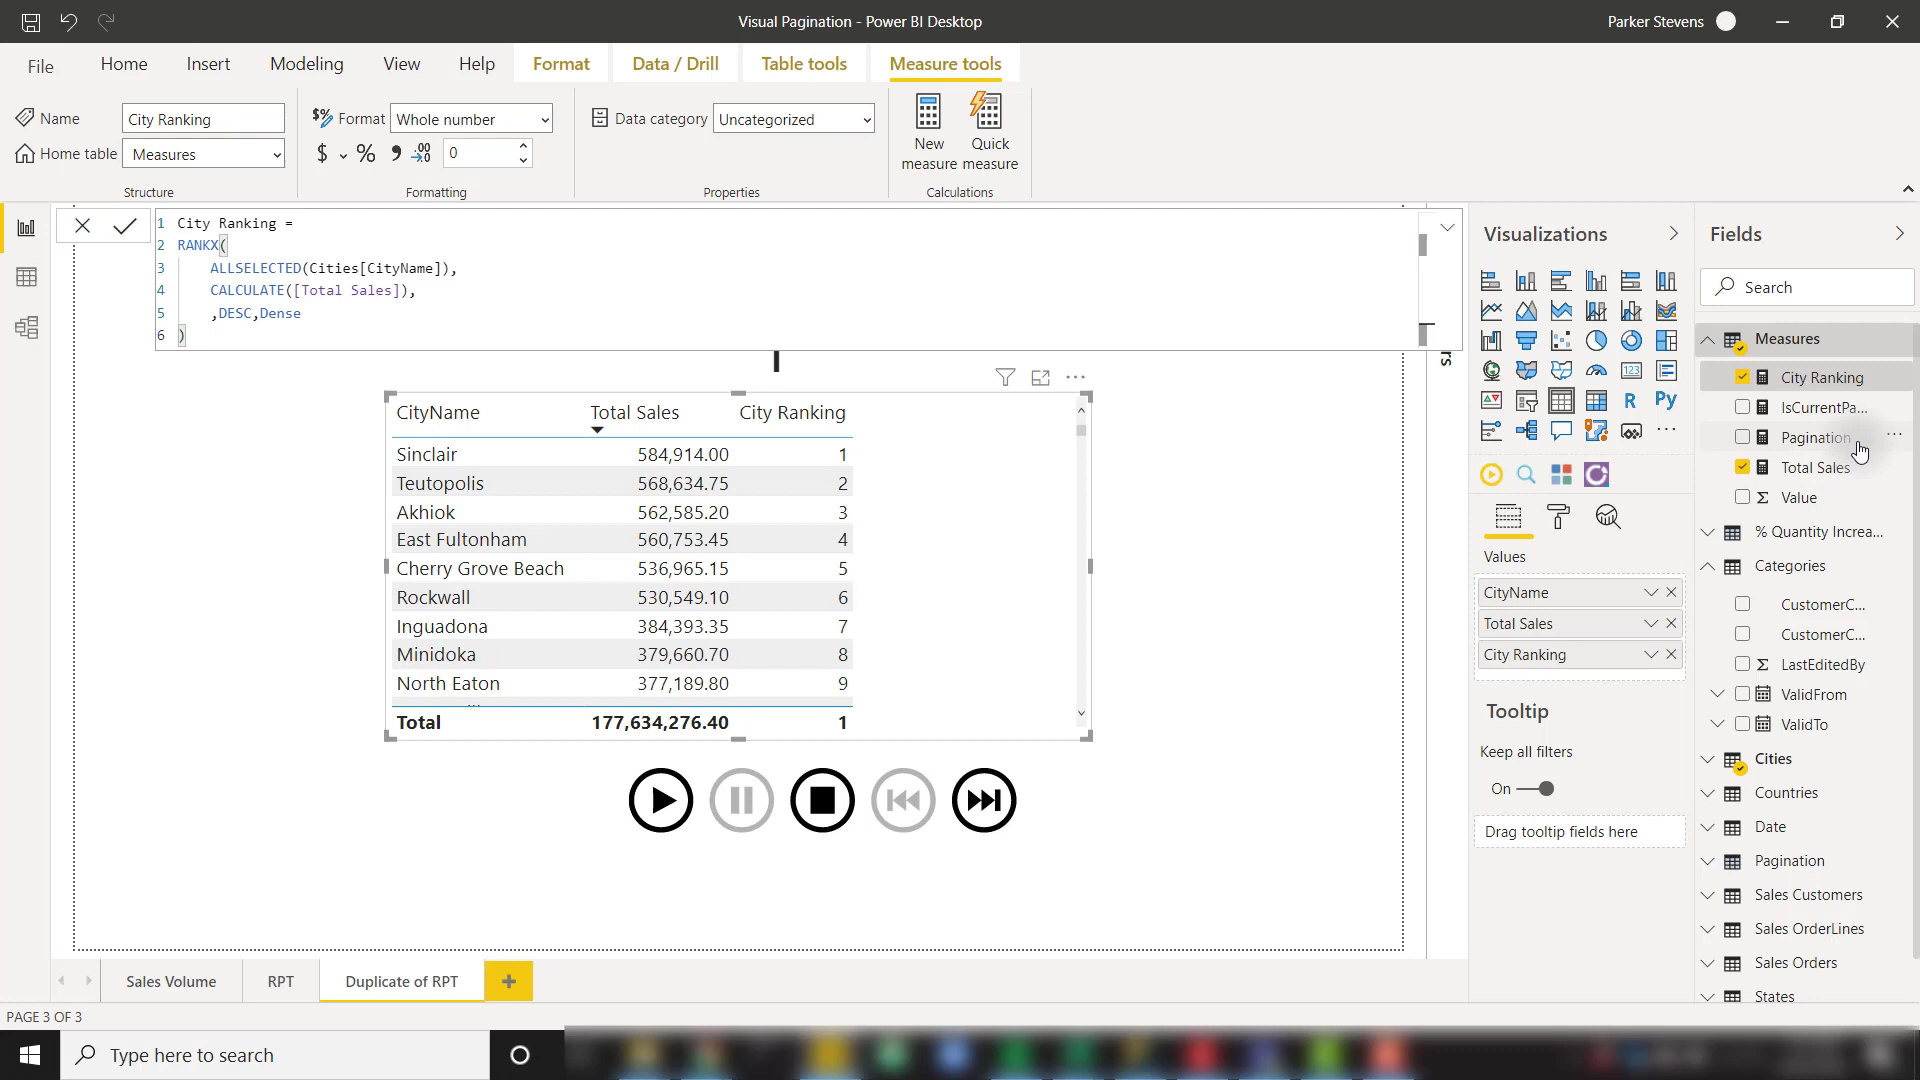 Visual Pagination - Power BI Desktop
Parker Stevens
File
Home
Insert
Modeling
View
Help
Format
Data / Drill
Table tools
Measure tools
Name
City Ranking
Home table
Measures
Structure
Format
Whole number
$
%
,
.00
.0
0
Formatting
Data category
Uncategorized
Properties
New
measure
Quick
measure
Calculations
1 City Ranking =
2 RANKX(
3 ALLSELECTED(Cities[CityName]),
4 CALCULATE([Total Sales]),
5 ,DESC,Dense
6 )
CityName Total Sales City Ranking
Sinclair 584,914.00 1
Teutopolis 568,634.75 2
Akhiok 562,585.20 3
East Fultonham 560,753.45 4
Cherry Grove Beach 536,965.15 5
Rockwall 530,549.10 6
Inguadona 384,393.35 7
Minidoka 379,660.70 8
North Eaton 377,189.80 9
Total 177,634,276.40 1
Visualizations
123
R
Py
Values
CityName
Total Sales
City Ranking
Tooltip
Keep all filters
On
Drag tooltip fields here
Fields
Search
Measures
City Ranking
IsCurrentPa...
Pagination
Total Sales
Σ Value
% Quantity Increa...
Categories
CustomerC...
CustomerC...
Σ LastEditedBy
ValidFrom
ValidTo
Cities
Countries
Date
Pagination
Sales Customers
Sales OrderLines
Sales Orders
States
Sales Volume
RPT
Duplicate of RPT
+
PAGE 3 OF 3
Type here to search